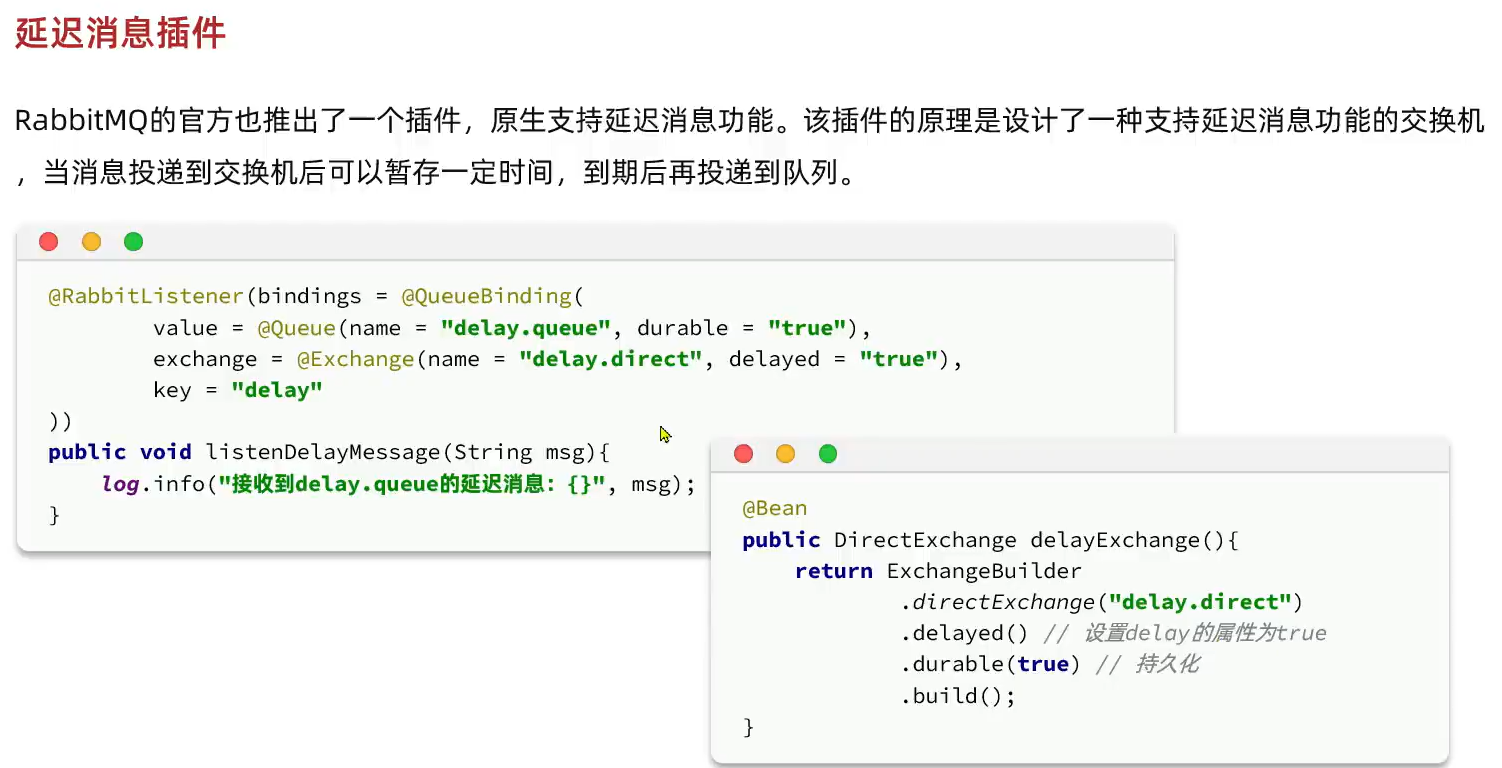 延迟消息插件
RabbitMQ的官方也推出了一个插件，原生支持延迟消息功能。该插件的原理是设计了一种支持延迟消息功能的交换机
，当消息投递到交换机后可以暂存一定时间，到期后再投递到队列。
@RabbitListener(bindings = @QueueBinding(
        value = @Queue(name = "delay.queue", durable = "true"),
        exchange = @Exchange(name = "delay.direct", delayed = "true"),
        key = "delay"
))
public void listenDelayMessage(String msg){
    log.info("接收到delay.queue的延迟消息：{}", msg);
}
@Bean
public DirectExchange delayExchange(){
    return ExchangeBuilder
            .directExchange("delay.direct")
            .delayed() // 设置delay的属性为true
            .durable(true) // 持久化
            .build();
}